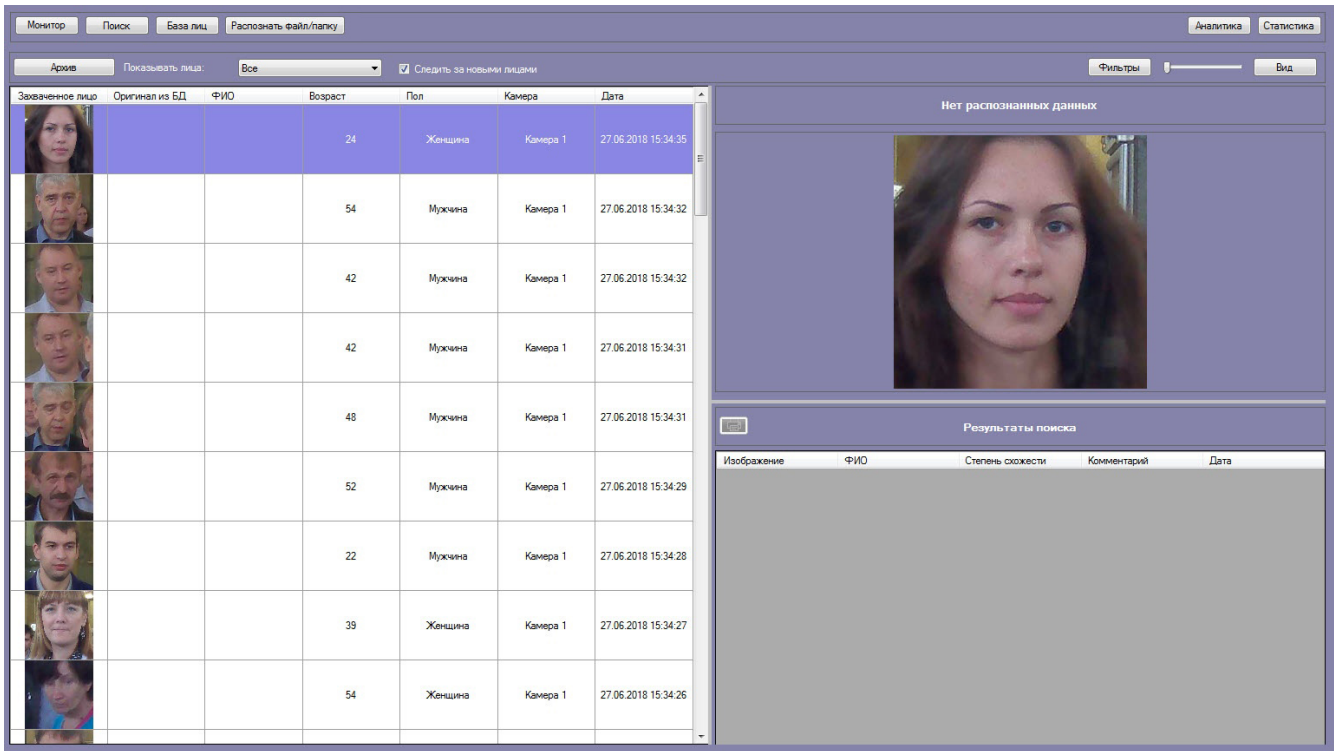 Монитор Поиск База лиц Распознать файл/папку Аналитика Статистика
Архив Показывать лица: Все Следить за новыми лицами Фильтры Вид
Захваченное лицо Оригинал из БД ФИО Возраст Пол Камера Дата
24 Женщина Камера 1 27.06.2018 15:34:35
54 Мужчина Камера 1 27.06.2018 15:34:32
42 Мужчина Камера 1 27.06.2018 15:34:32
42 Мужчина Камера 1 27.06.2018 15:34:31
48 Мужчина Камера 1 27.06.2018 15:34:31
52 Мужчина Камера 1 27.06.2018 15:34:29
22 Мужчина Камера 1 27.06.2018 15:34:28
39 Женщина Камера 1 27.06.2018 15:34:27
54 Женщина Камера 1 27.06.2018 15:34:26
Нет распознанных данных
Результаты поиска
Изображение ФИО Степень схожести Комментарий Дата